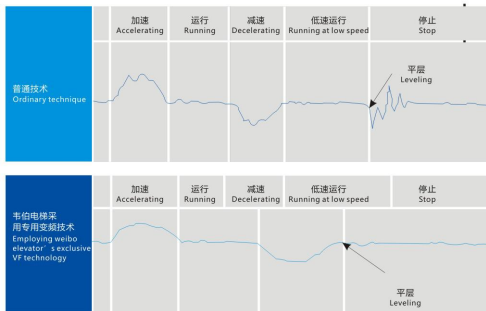 加速 运行 减速 低速运行 停止
Accelerating Running Decelerating Running at low speed Stop
平层
Leveling
普通技术
Ordinary technique
加速 运行 减速 低速运行 停止
Accelerating Running Decelerating Running at low speed Stop
韦伯电梯采
用专用变频技术
Employing weibo
elevator's exclusive
VF technology
平层
Leveling